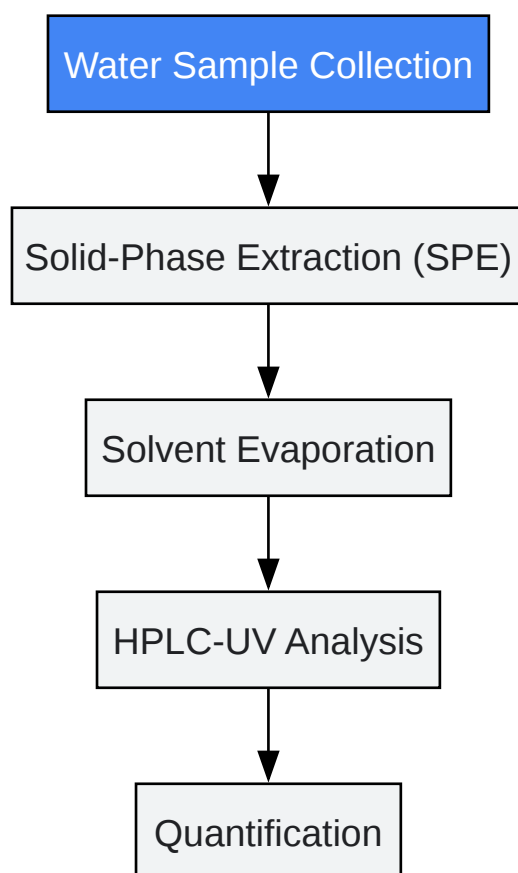 Water Sample Collection
Solid-Phase Extraction (SPE)
Solvent Evaporation
HPLC-UV Analysis
Quantification